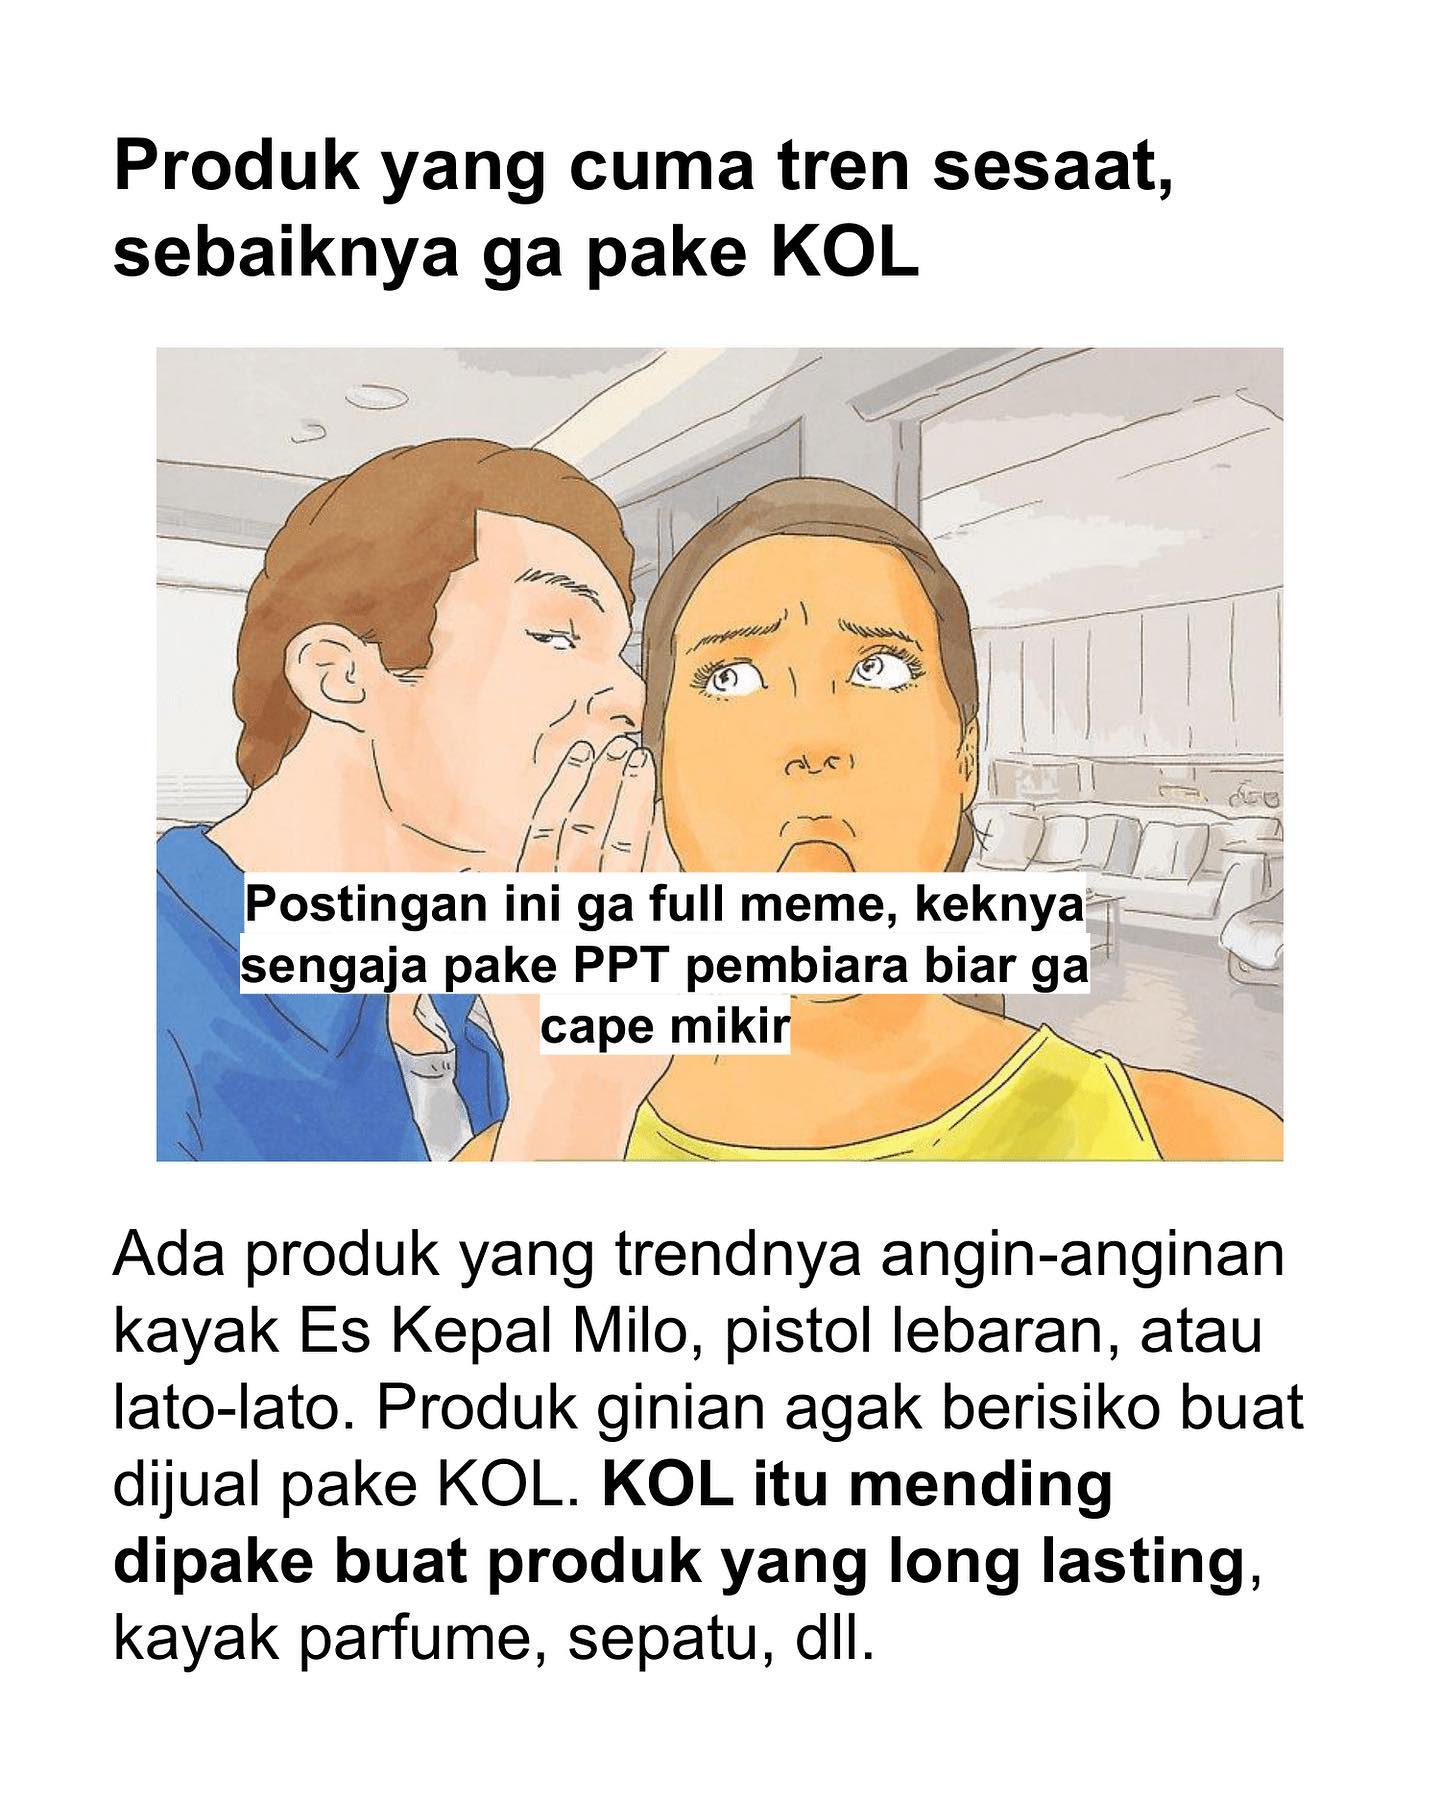 Produk yang cuma tren sesaat,
sebaiknya ga pake KOL
Postingan ini ga full meme, keknya
sengaja pake PPT pembiara biar ga
cape mikir
Ada produk yang trendnya angin-anginan
kayak Es Kepal Milo, pistol lebaran, atau
lato-lato. Produk ginian agak berisiko buat
dijual pake KOL. KOL itu mending
dipake buat produk yang long lasting,
kayak parfume, sepatu, dll.